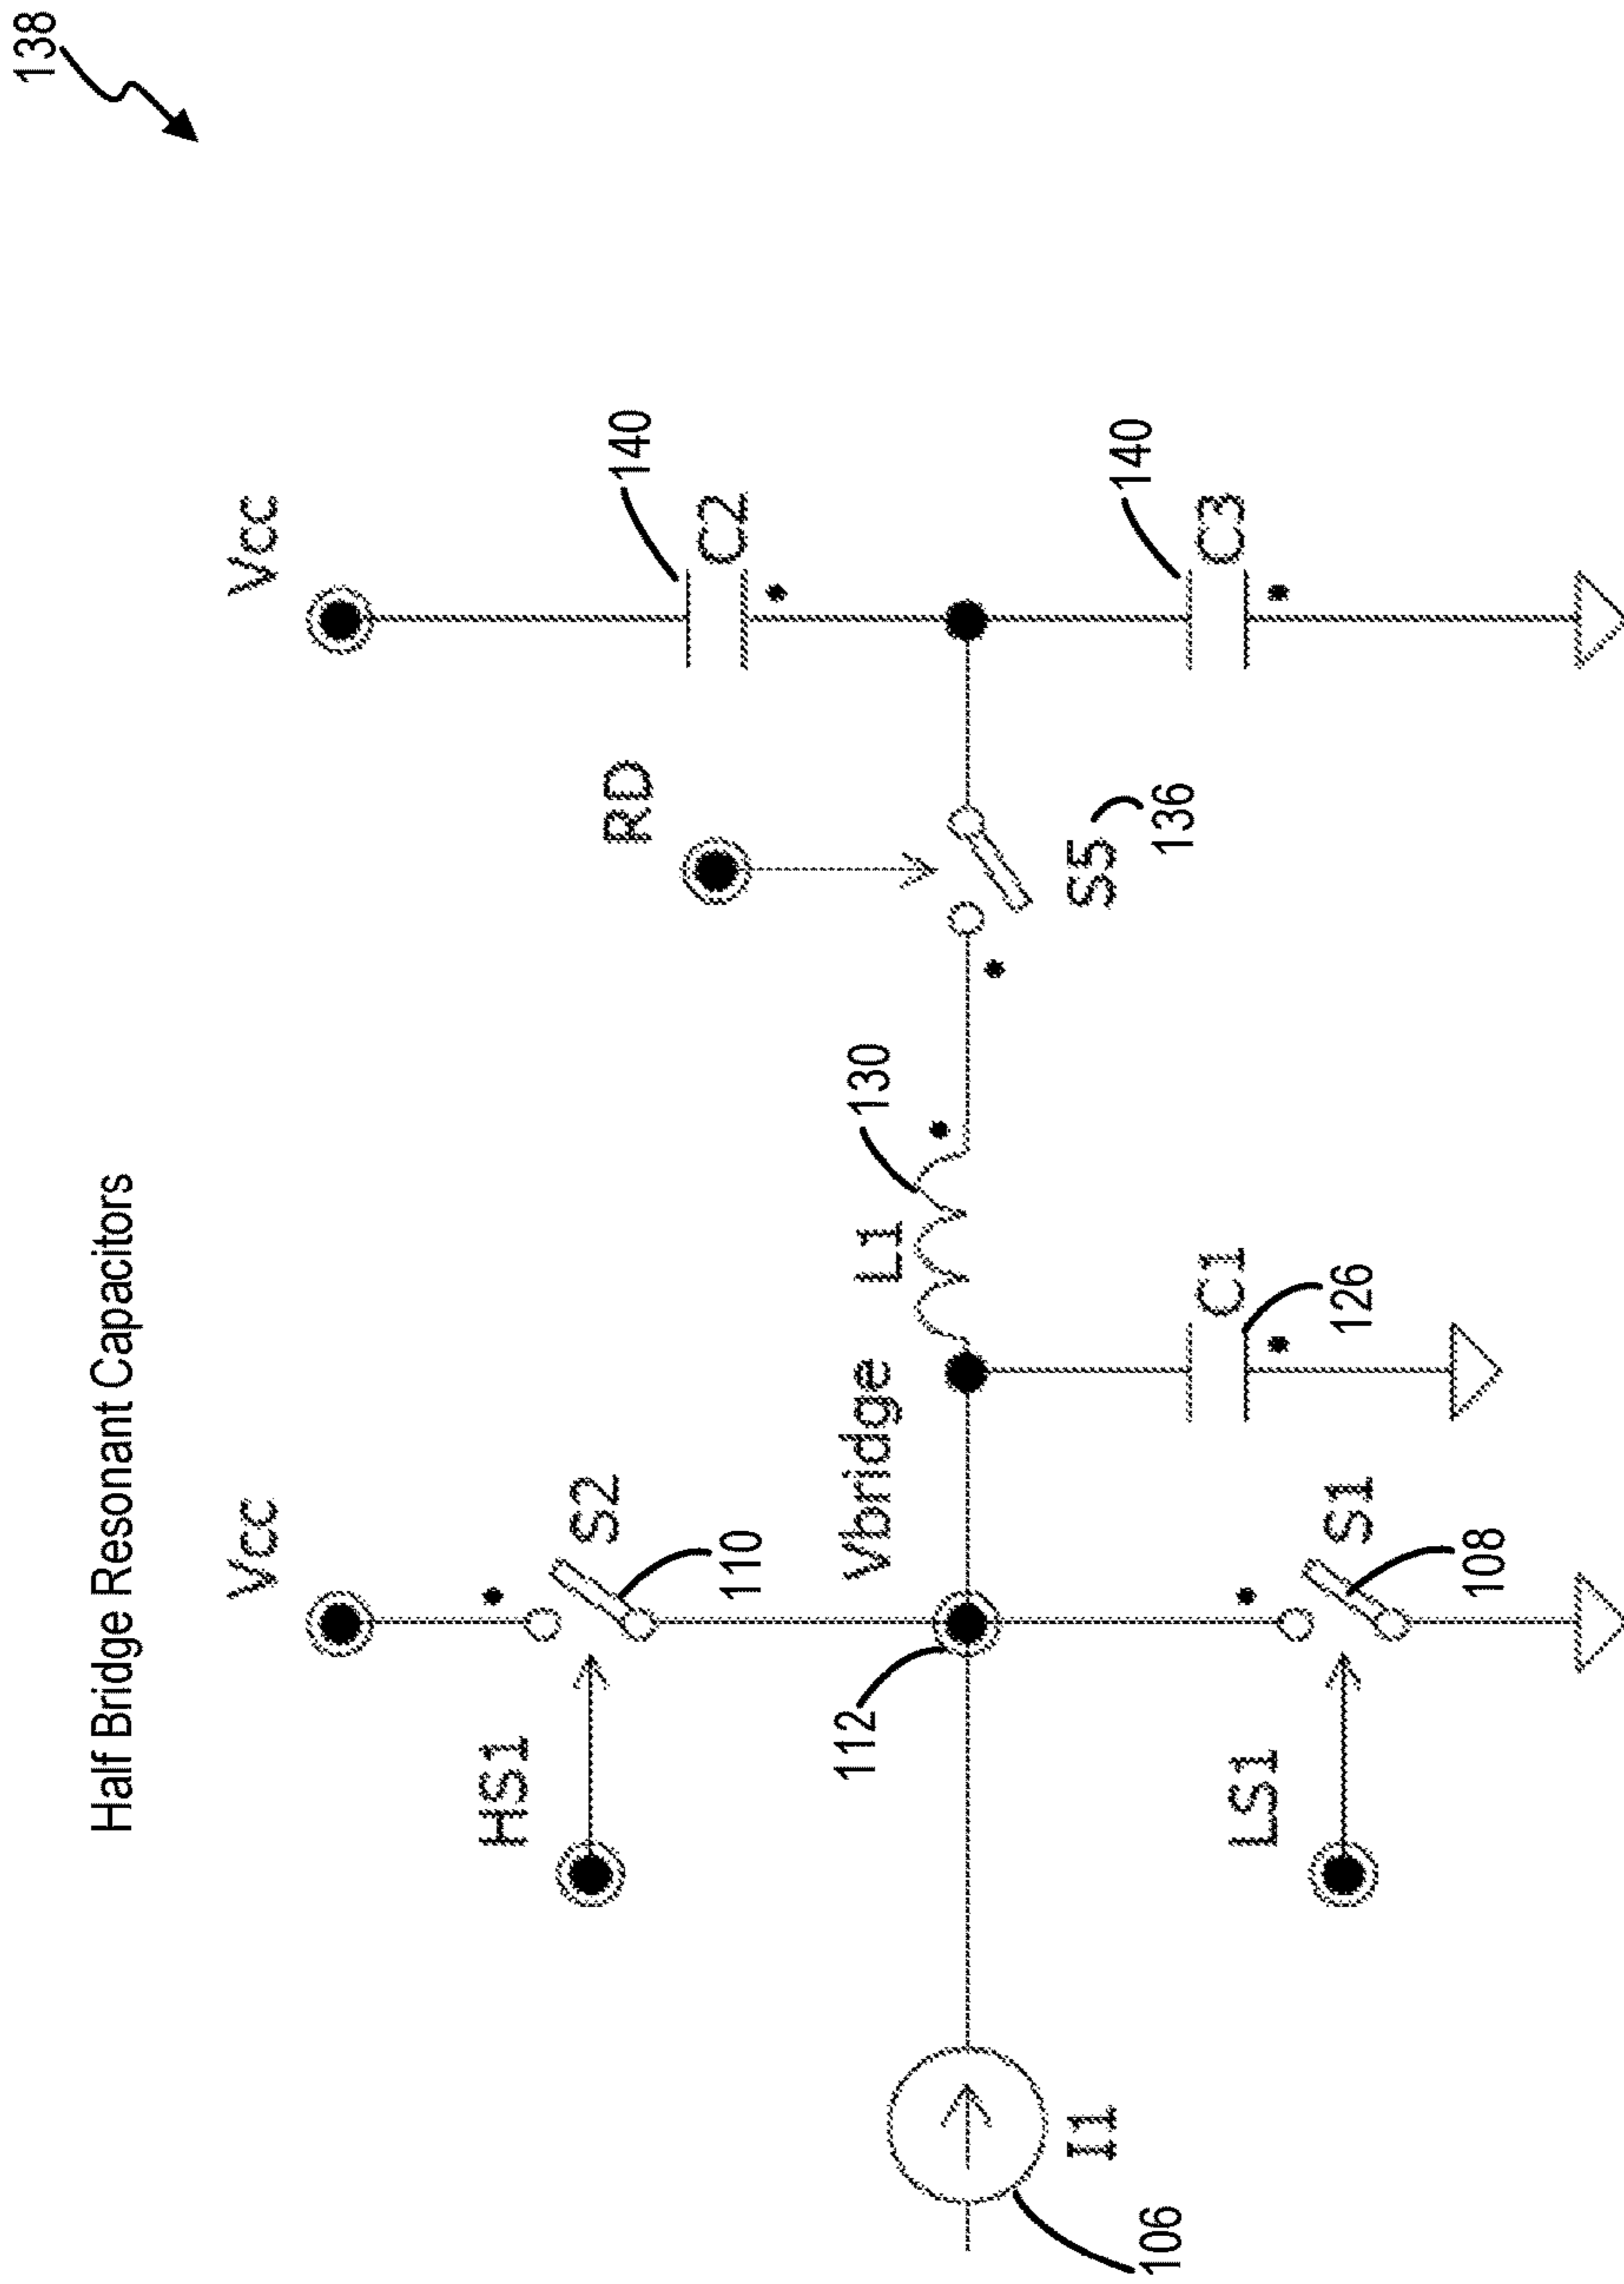 138
Half Bridge Resonant Capacitors
Vcc
Vcc
HS1
S2
110
RD
140
C2
112
Vbridge
L1
130
106
I1
S5
136
LS1
S1
108
C1
126
140
C3